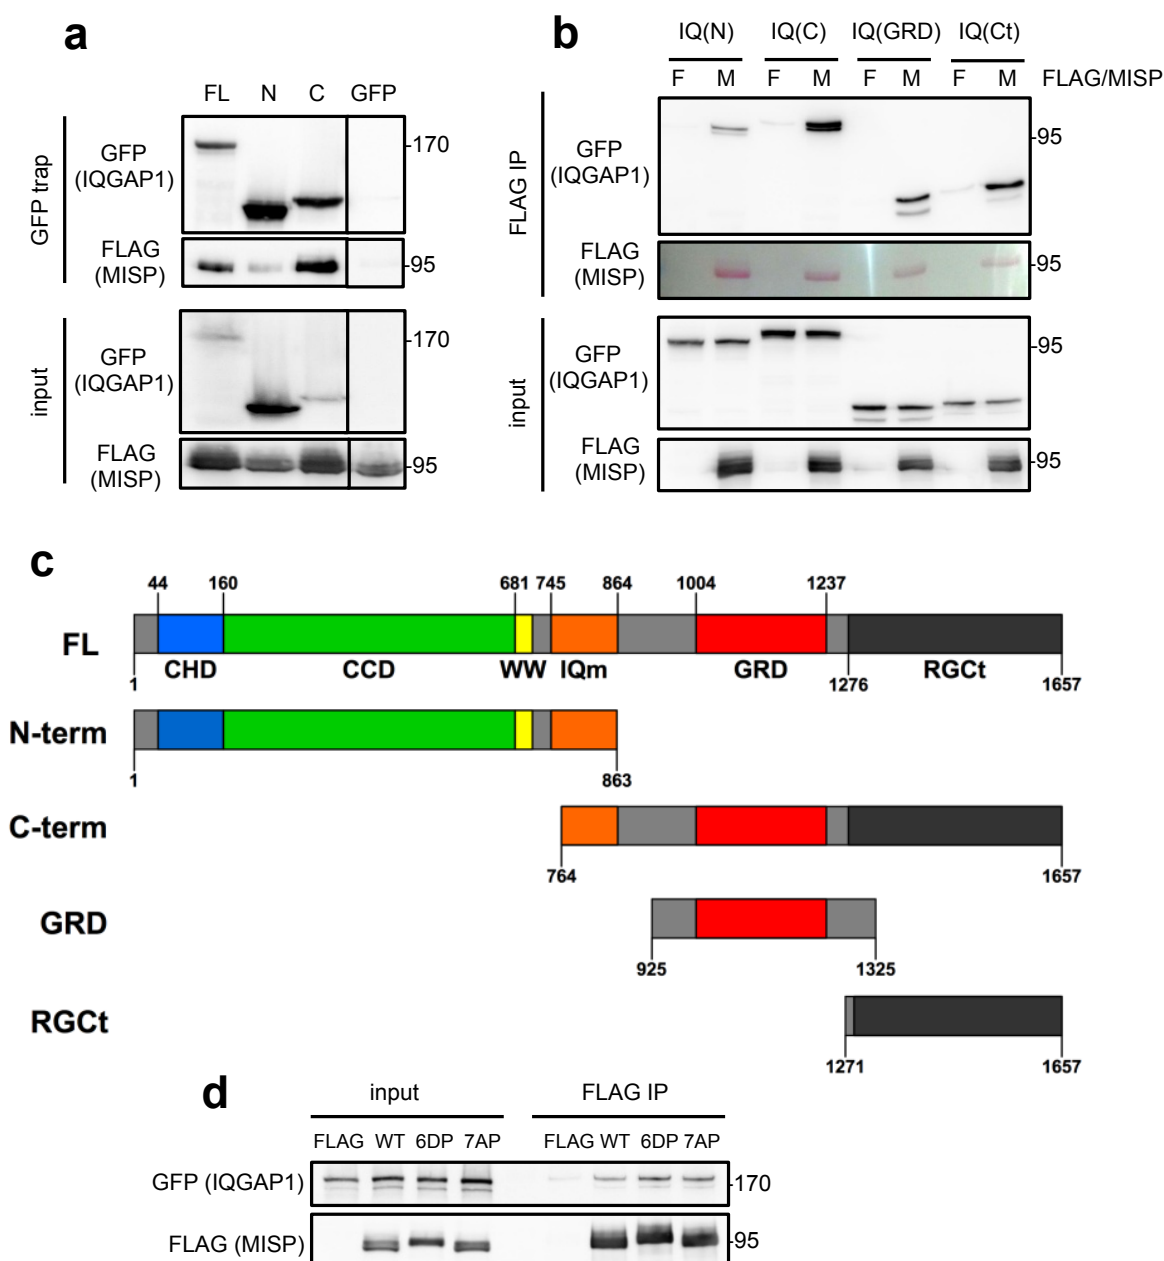 a
FL N C GFP
GFP trap
GFP
(IQGAP1)
-170
FLAG
(MISP)
-95
input
GFP
(IQGAP1)
-170
FLAG
(MISP)
-95
b
IQ(N) IQ(C) IQ(GRD) IQ(Ct)
F M F M F M F M FLAG/MISP
FLAG IP
GFP
(IQGAP1)
-95
FLAG
(MISP)
-95
input
GFP
(IQGAP1)
-95
FLAG
(MISP)
-95
c
44 160 681 745 864 1004 1237
FL
CHD CCD WW IQm GRD RGCt
1 1276 1657
N-term
1 863
C-term
764 1657
GRD
925 1325
RGCt
1271 1657
d
input FLAG IP
FLAG WT 6DP 7AP FLAG WT 6DP 7AP
GFP (IQGAP1) -170
FLAG (MISP) -95